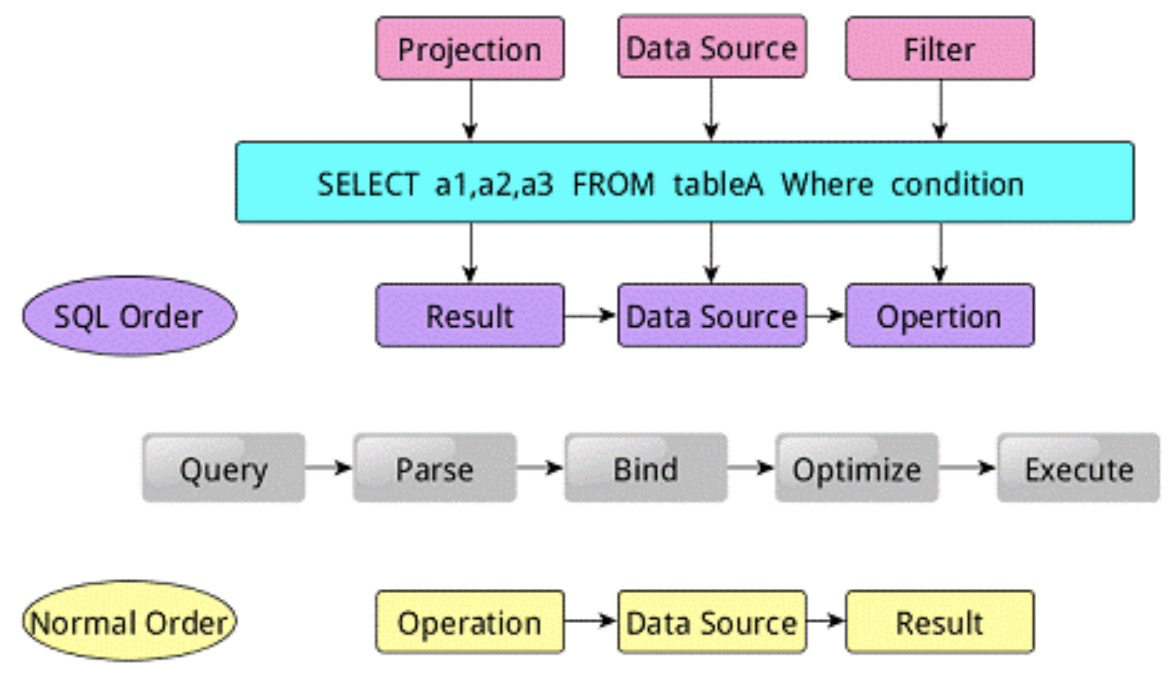 Projection
Data Source
Filter
SELECT a1,a2,a3 FROM tableA Where condition
SQL Order
Result
Data Source
Opertion
Query
Parse
Bind
Optimize
Execute
Normal Order
Operation
Data Source
Result